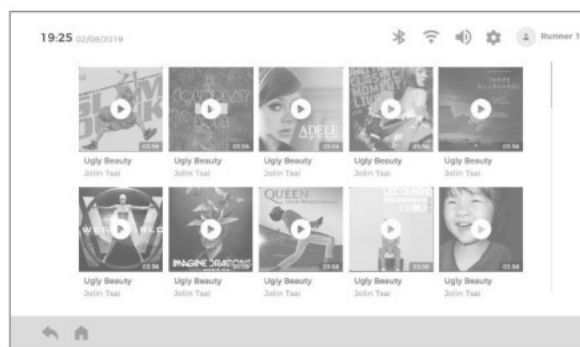 19:25 02/08/2019
Runner 1
SLAM
DUNK
COLDPLAY
ADELE
03:56
03:56
03:56
03:56
03:56
Ugly Beauty
Ugly Beauty
Ugly Beauty
Ugly Beauty
Ugly Beauty
Jolin Tsai
Jolin Tsai
Jolin Tsai
Jolin Tsai
Jolin Tsai
WESTWORLD
IMAGINE DRAGONS
QUEEN
03:56
03:56
03:56
03:56
03:56
Ugly Beauty
Ugly Beauty
Ugly Beauty
Ugly Beauty
Ugly Beauty
Jolin Tsai
Jolin Tsai
Jolin Tsai
Jolin Tsai
Jolin Tsai